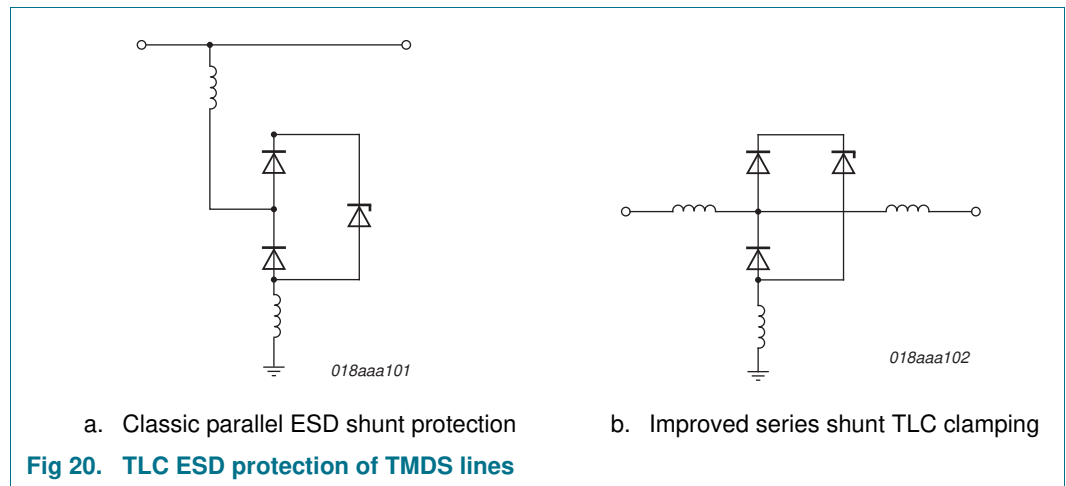 018aaa101
018aaa102
a. Classic parallel ESD shunt protection
b. Improved series shunt TLC clamping
Fig 20. TLC ESD protection of TMDS lines